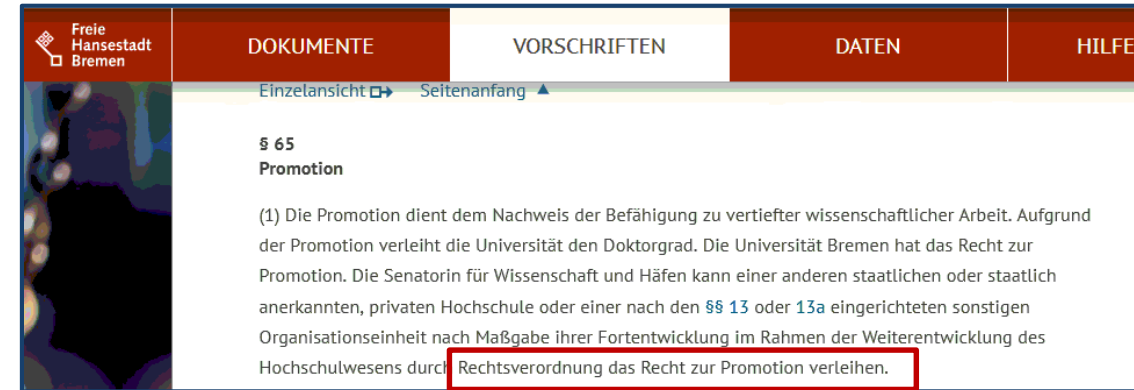 Freie
Hansestadt
Bremen
DOKUMENTE
VORSCHRIFTEN
DATEN
HILFE
Einzelansicht Seitenanfang ▲
§ 65
Promotion
(1) Die Promotion dient dem Nachweis der Befähigung zu vertiefter wissenschaftlicher Arbeit. Aufgrund
der Promotion verleiht die Universität den Doktorgrad. Die Universität Bremen hat das Recht zur
Promotion. Die Senatorin für Wissenschaft und Häfen kann einer anderen staatlichen oder staatlich
anerkannten, privaten Hochschule oder einer nach den §§ 13 oder 13a eingerichteten sonstigen
Organisationseinheit nach Maßgabe ihrer Fortentwicklung im Rahmen der Weiterentwicklung des
Hochschulwesens durch Rechtsverordnung das Recht zur Promotion verleihen.